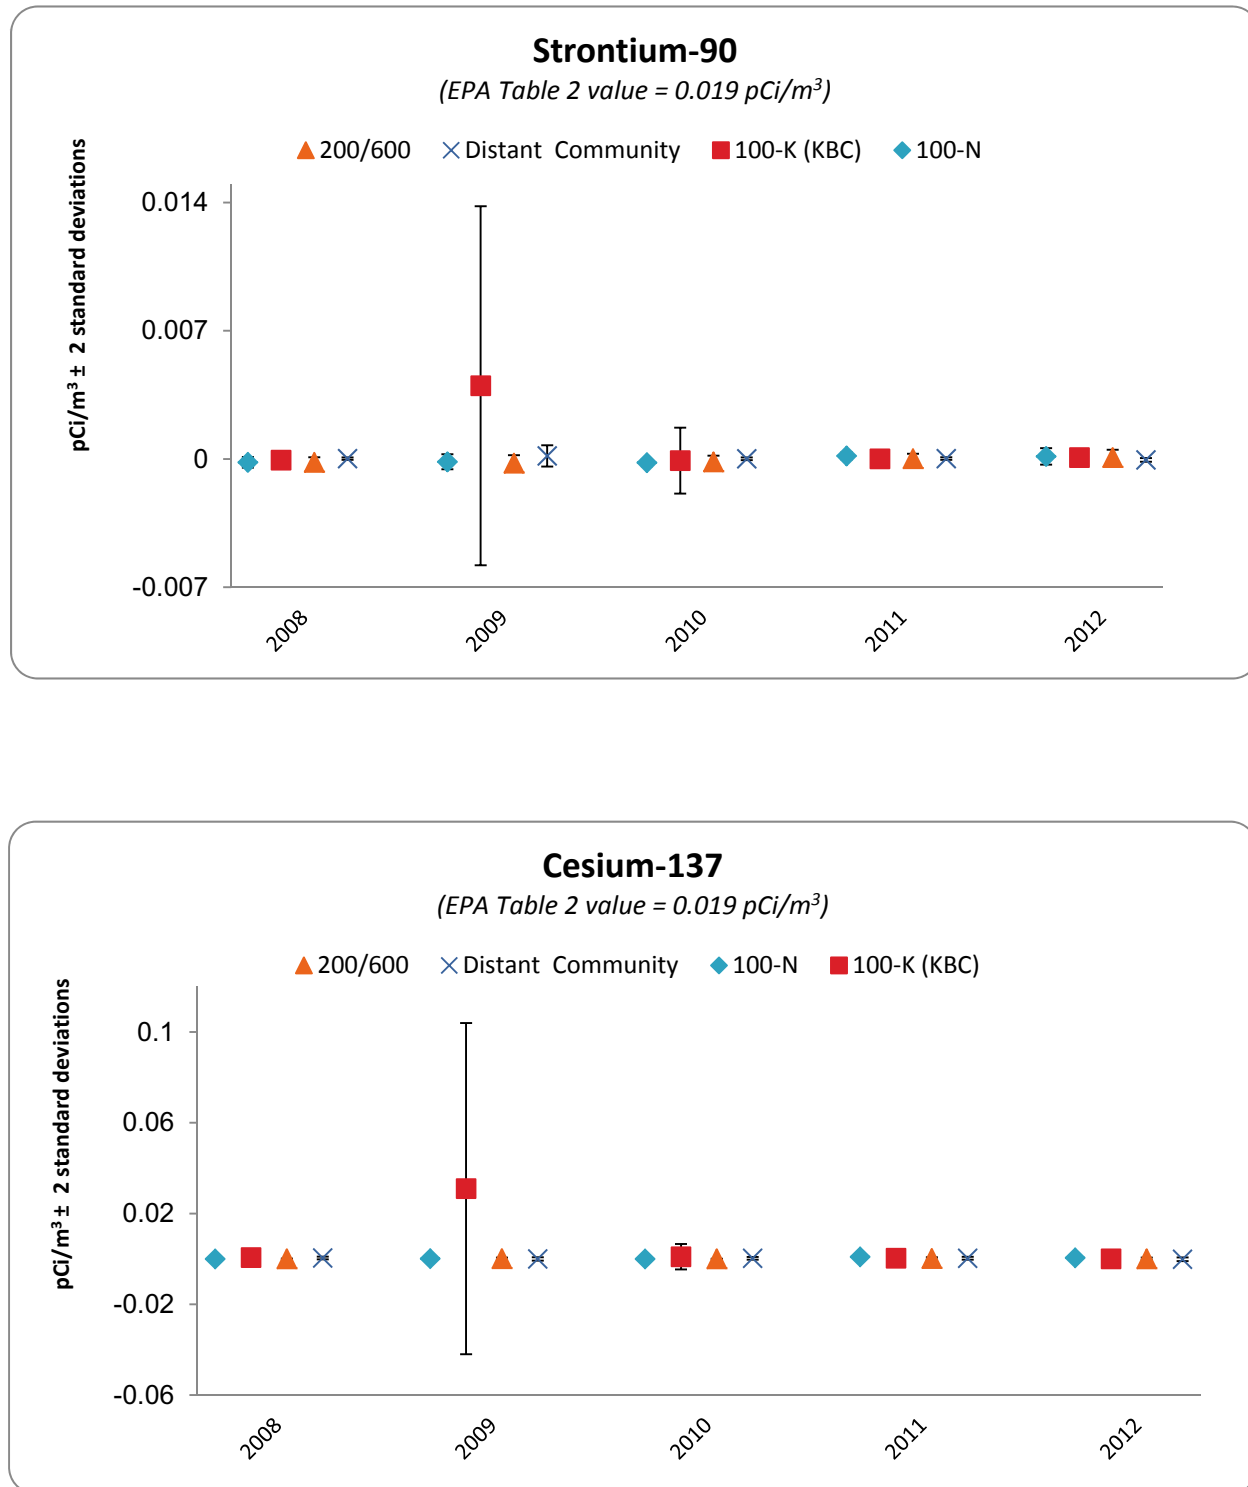 Strontium-90
(EPA Table 2 value = 0.019 pCi/m³)
200/600 Distant Community 100-K (KBC) 100-N
pCi/m³ ± 2 standard deviations
0.014
0.007
0
-0.007
2008 2009 2010 2011 2012
Cesium-137
(EPA Table 2 value = 0.019 pCi/m³)
200/600 Distant Community 100-N 100-K (KBC)
pCi/m³ ± 2 standard deviations
0.1
0.06
0.02
-0.02
-0.06
2008 2009 2010 2011 2012